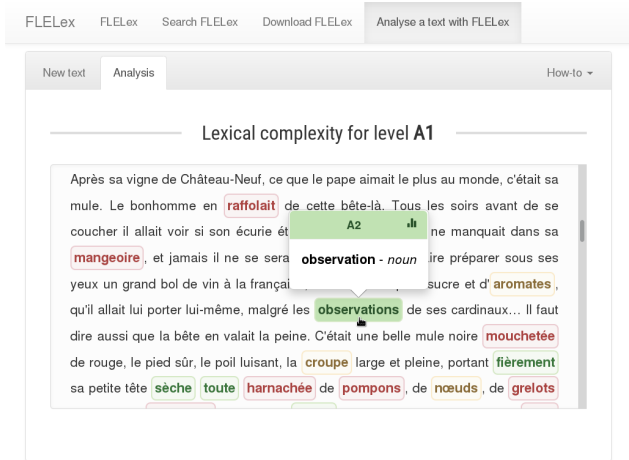 FLELex FLELex Search FLELex Download FLELex Analyse a text with FLELex
New text Analysis How-to
Lexical complexity for level A1
Après sa vigne de Château-Neuf, ce que le pape aimait le plus au monde, c'était sa
mule. Le bonhomme en raffolait de cette bête-là. Tous les soirs avant de se
coucher il allait voir si son écurie ne manquait dans sa
A2
mangeoire, et jamais il ne se préparer sous ses
observation - noun
yeux un grand bol de vin à la sucre et d'aromates,
qu'il allait lui porter lui-même, malgré les observations de ses cardinaux... Il faut
dire aussi que la bête en valait la peine. C'était une belle mule noire mouchetée
de rouge, le pied sûr, le poil luisant, la croupe large et pleine, portant fièrement
sa petite tête sèche toute harnachée de pompons, de nœuds, de grelots